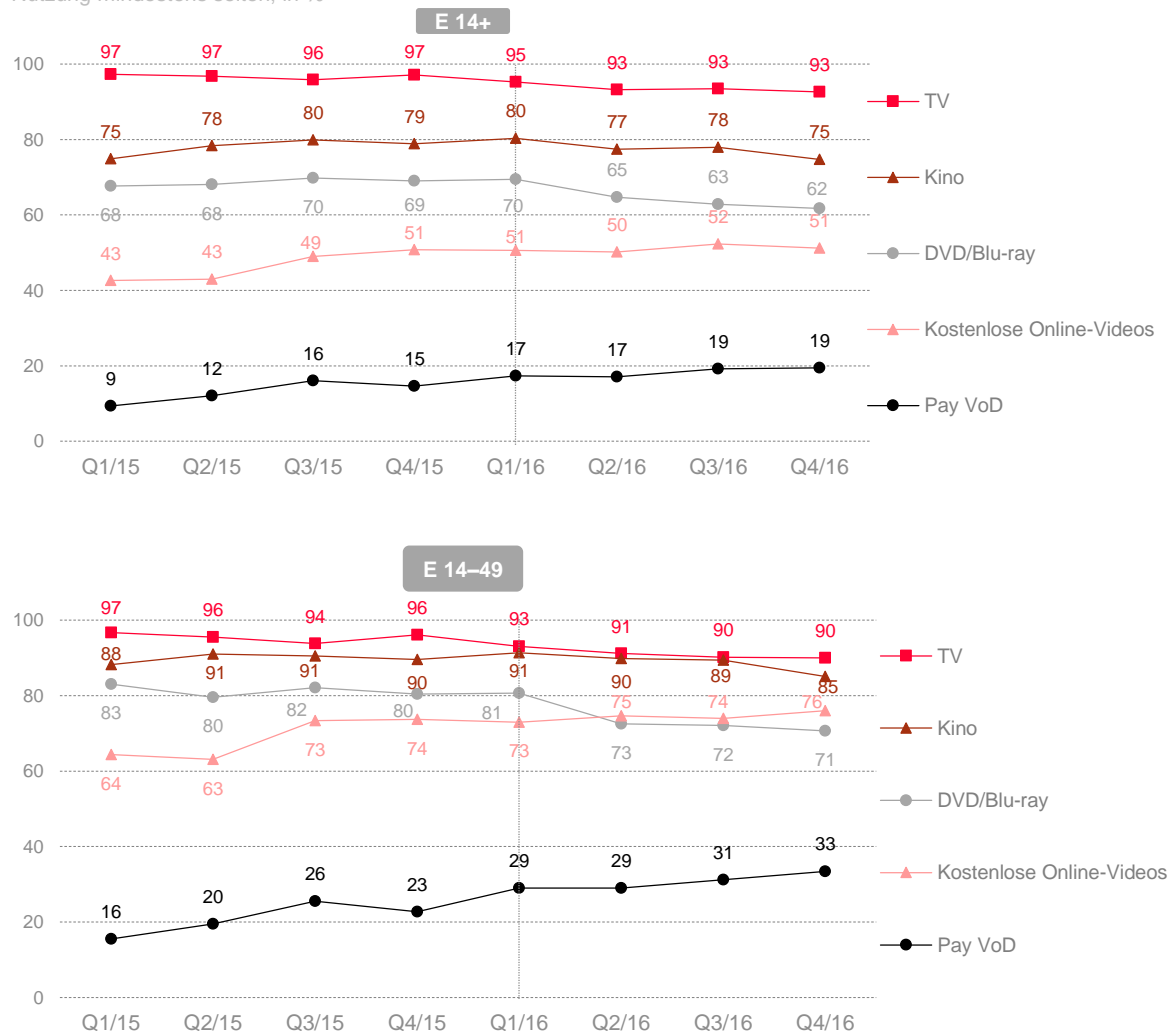 Nutzung mindestens selten, in %
E 14+
97 97 96 97 95 93 93 93
100
TV
75 78 80 79 80 77 78 75
80
Kino
68 68 70 69 70 65 63 62
60
43 43 49 51 51 50 52 51
DVD/Blu-ray
40
Kostenlose Online-Videos
9 12 16 15 17 17 19 19
20
Pay VoD
0
Q1/15 Q2/15 Q3/15 Q4/15 Q1/16 Q2/16 Q3/16 Q4/16
E 14–49
97 96 94 96 93 91 90 90
100
TV
88 91 91 90 91 90 89 85
80
Kino
83 80 82 80 81 73 72 71
64 63 73 74 73 75 74 76
60
DVD/Blu-ray
40
Kostenlose Online-Videos
16 20 26 23 29 29 31 33
20
Pay VoD
0
Q1/15 Q2/15 Q3/15 Q4/15 Q1/16 Q2/16 Q3/16 Q4/16